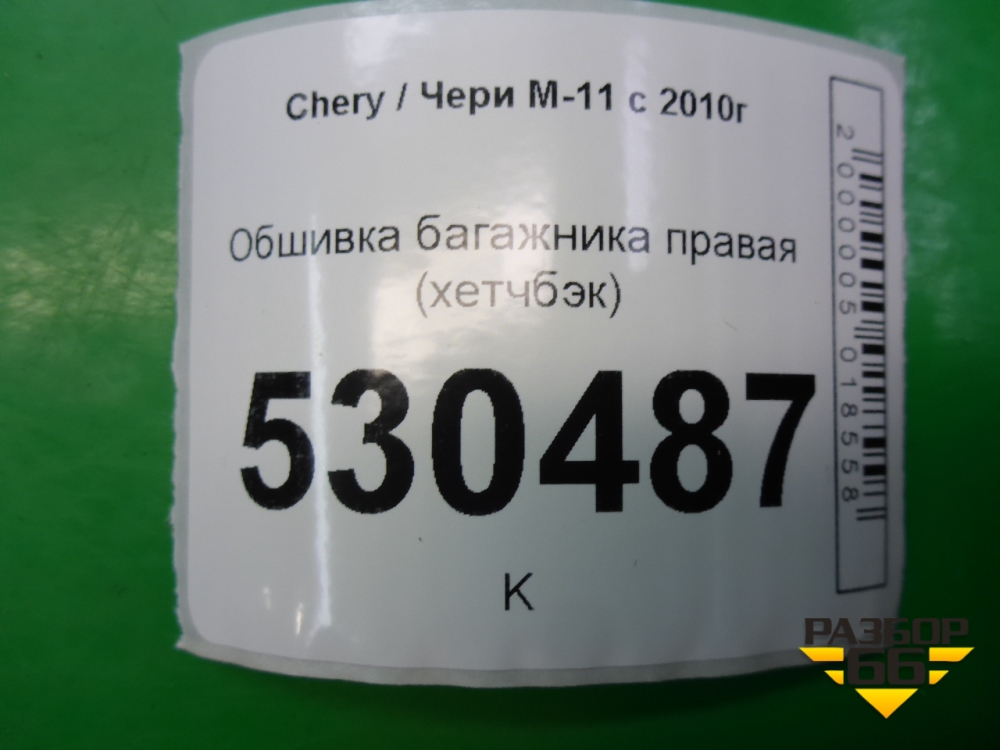 Chery / Чери М-11 с 2010г
Обшивка багажника правая
(хетчбэк)
530487
К
2000005018558
РАЗБОР
66